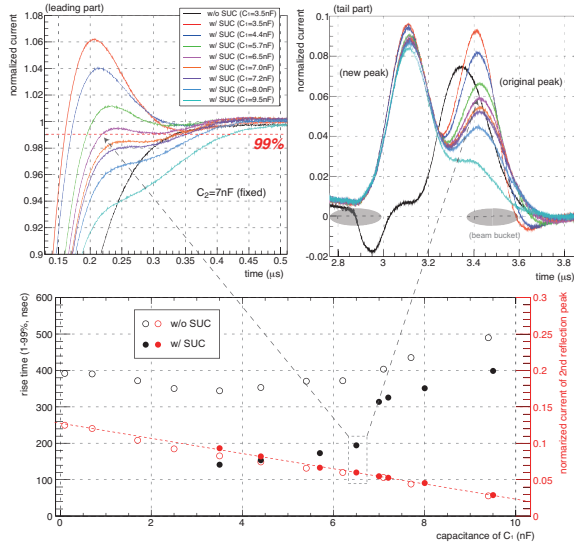 (leading part)
normalized current
1.08
1.06
1.04
1.02
1
0.98
0.96
0.94
0.92
0.9
w/o SUC (C₁=3.5nF)
w/ SUC (C₁=3.5nF)
w/ SUC (C₁=4.4nF)
w/ SUC (C₁=5.7nF)
w/ SUC (C₁=6.5nF)
w/ SUC (C₁=7.0nF)
w/ SUC (C₁=7.2nF)
w/ SUC (C₁=8.0nF)
w/ SUC (C₁=9.5nF)
99%
C₂=7nF (fixed)
0.15 0.2 0.25 0.3 0.35 0.4 0.45 0.5
time (μs)
(tail part)
normalized current
0.1
0.08
0.06
0.04
0.02
0
-0.02
(new peak)
(original peak)
(beam bucket)
2.8 3 3.2 3.4 3.6 3.8
time (μs)
rise time (1-99%, nsec)
600
500
400
300
200
100
0
w/o SUC
w/ SUC
0.3
0.25
0.2
0.15
0.1
0.05
0
normalized current of 2nd reflection peak
0 2 4 6 8 10
capacitance of C₁ (nF)